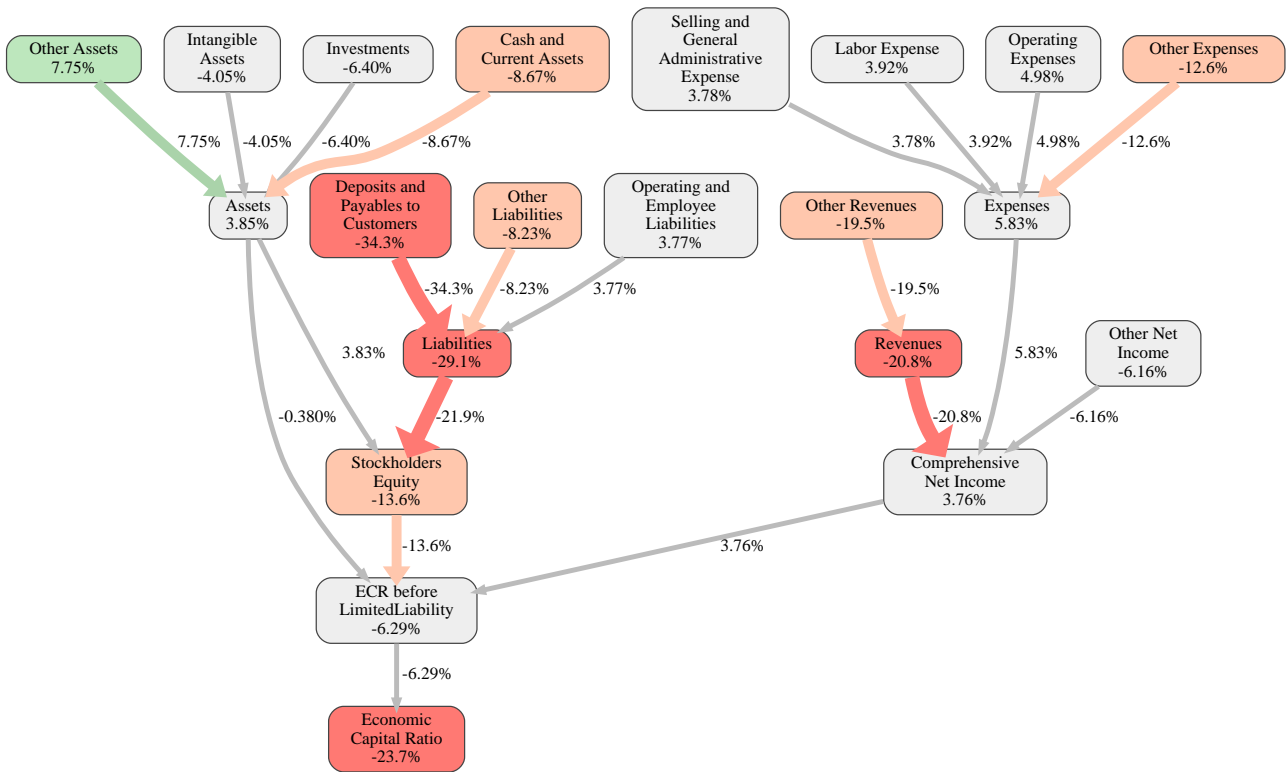 Other Assets
7.75%
Intangible
Assets
-4.05%
Investments
-6.40%
Cash and
Current Assets
-8.67%
Selling and
General
Administrative
Expense
3.78%
Labor Expense
3.92%
Operating
Expenses
4.98%
Other Expenses
-12.6%
7.75%
-4.05%
-6.40%
-8.67%
3.78%
3.92%
4.98%
-12.6%
Assets
3.85%
Deposits and
Payables to
Customers
-34.3%
Other
Liabilities
-8.23%
Operating and
Employee
Liabilities
3.77%
Other Revenues
-19.5%
Expenses
5.83%
-34.3%
-8.23%
3.77%
-19.5%
3.83%
Liabilities
-29.1%
Revenues
-20.8%
5.83%
Other Net
Income
-6.16%
-0.380%
-21.9%
-20.8%
-6.16%
Stockholders
Equity
-13.6%
Comprehensive
Net Income
3.76%
-13.6%
3.76%
ECR before
LimitedLiability
-6.29%
-6.29%
Economic
Capital Ratio
-23.7%